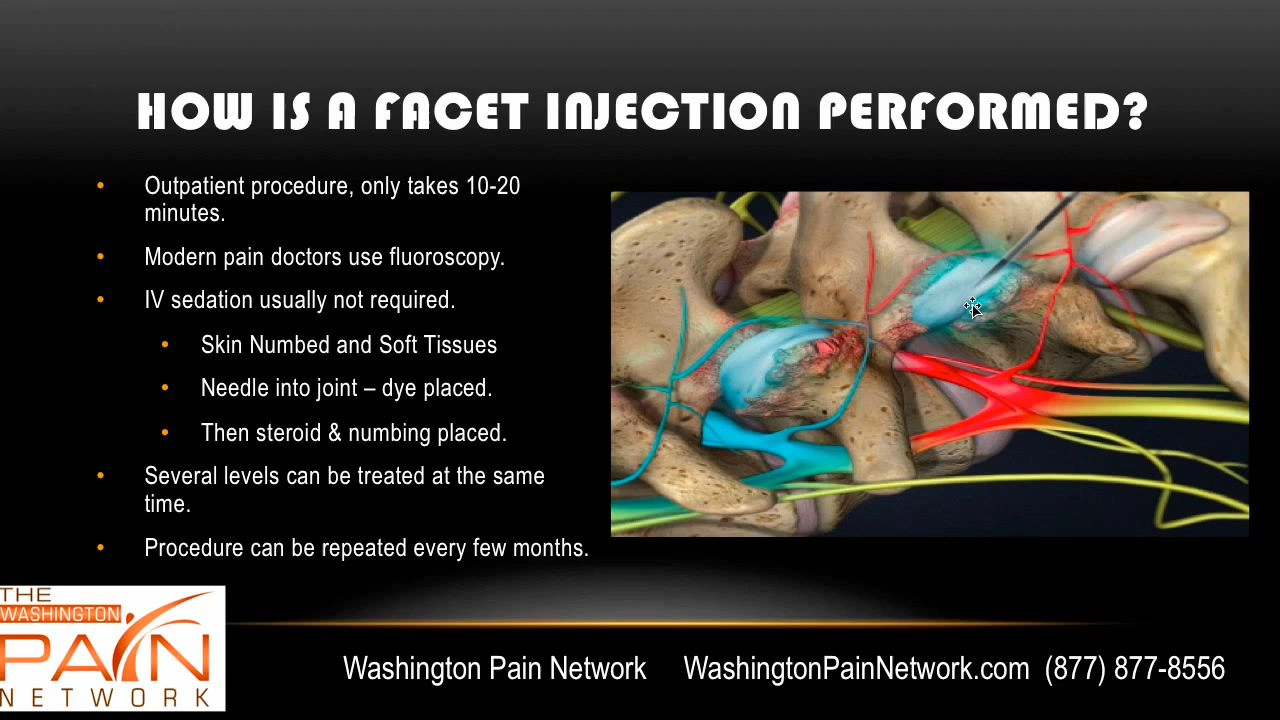 HOW IS A FACET INJECTION PERFORMED?
• Outpatient procedure, only takes 10-20
minutes.
• Modern pain doctors use fluoroscopy.
• IV sedation usually not required.
• Skin Numbed and Soft Tissues
• Needle into joint – dye placed.
• Then steroid & numbing placed.
• Several levels can be treated at the same
time.
• Procedure can be repeated every few months.
THE
WASHINGTON
PAIN
NETWORK
Washington Pain Network WashingtonPainNetwork.com (877) 877-8556